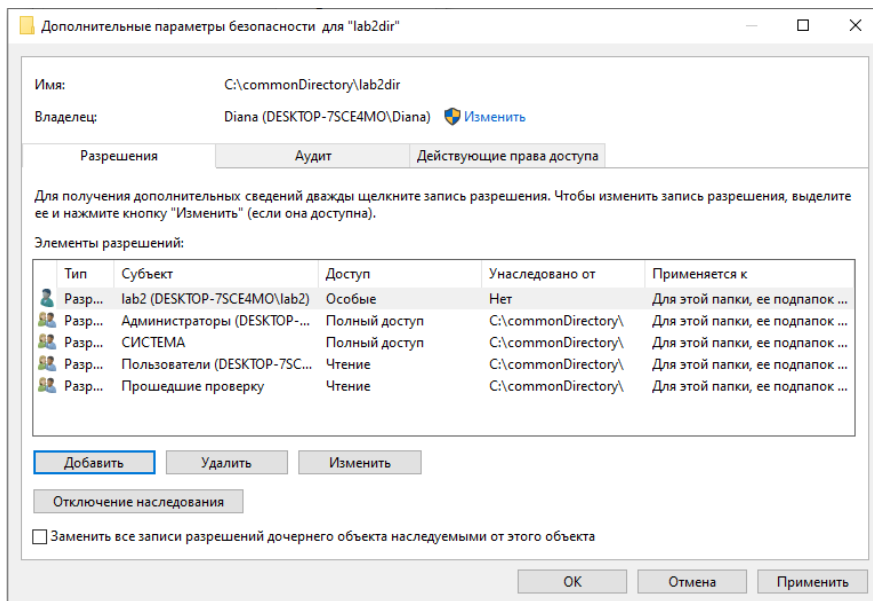 Дополнительные параметры безопасности для "lab2dir"
Имя: C:\commonDirectory\lab2dir
Владелец: Diana (DESKTOP-7SCE4MO\Diana) Изменить
Разрешения Аудит Действующие права доступа
Для получения дополнительных сведений дважды щелкните запись разрешения. Чтобы изменить запись разрешения, выделите
ее и нажмите кнопку "Изменить" (если она доступна).
Элементы разрешений:
Тип Субъект Доступ Унаследовано от Применяется к
Разр... lab2 (DESKTOP-7SCE4MO\lab2) Особые Нет Для этой папки, ее подпапок ...
Разр... Администраторы (DESKTOP-... Полный доступ C:\commonDirectory\ Для этой папки, ее подпапок ...
Разр... СИСТЕМА Полный доступ C:\commonDirectory\ Для этой папки, ее подпапок ...
Разр... Пользователи (DESKTOP-7SC... Чтение C:\commonDirectory\ Для этой папки, ее подпапок ...
Разр... Прошедшие проверку Чтение C:\commonDirectory\ Для этой папки, ее подпапок ...
Добавить Удалить Изменить
Отключение наследования
Заменить все записи разрешений дочернего объекта наследуемыми от этого объекта
ОК Отмена Применить